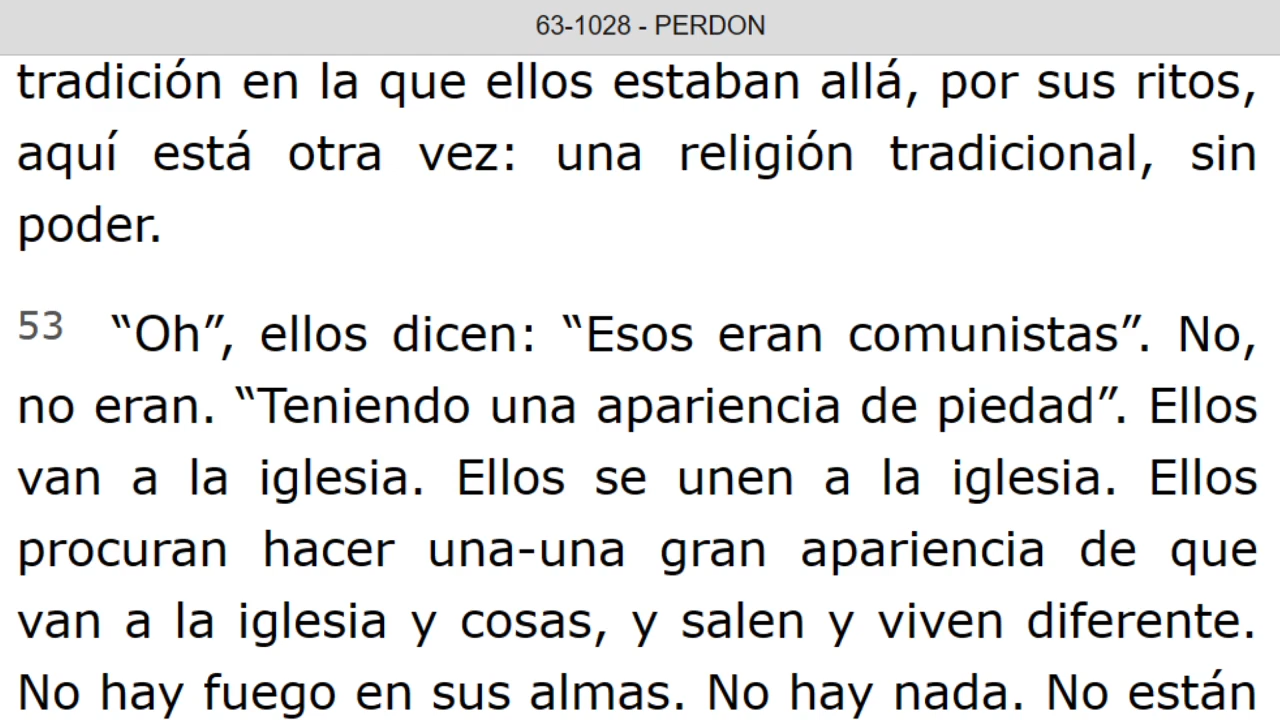 63-1028 - PERDON
tradición en la que ellos estaban allá, por sus ritos,
aquí está otra vez: una religión tradicional, sin
poder.
53 “Oh”, ellos dicen: “Esos eran comunistas”. No,
no eran. “Teniendo una apariencia de piedad”. Ellos
van a la iglesia. Ellos se unen a la iglesia. Ellos
procuran hacer una-una gran apariencia de que
van a la iglesia y cosas, y salen y viven diferente.
No hay fuego en sus almas. No hay nada. No están